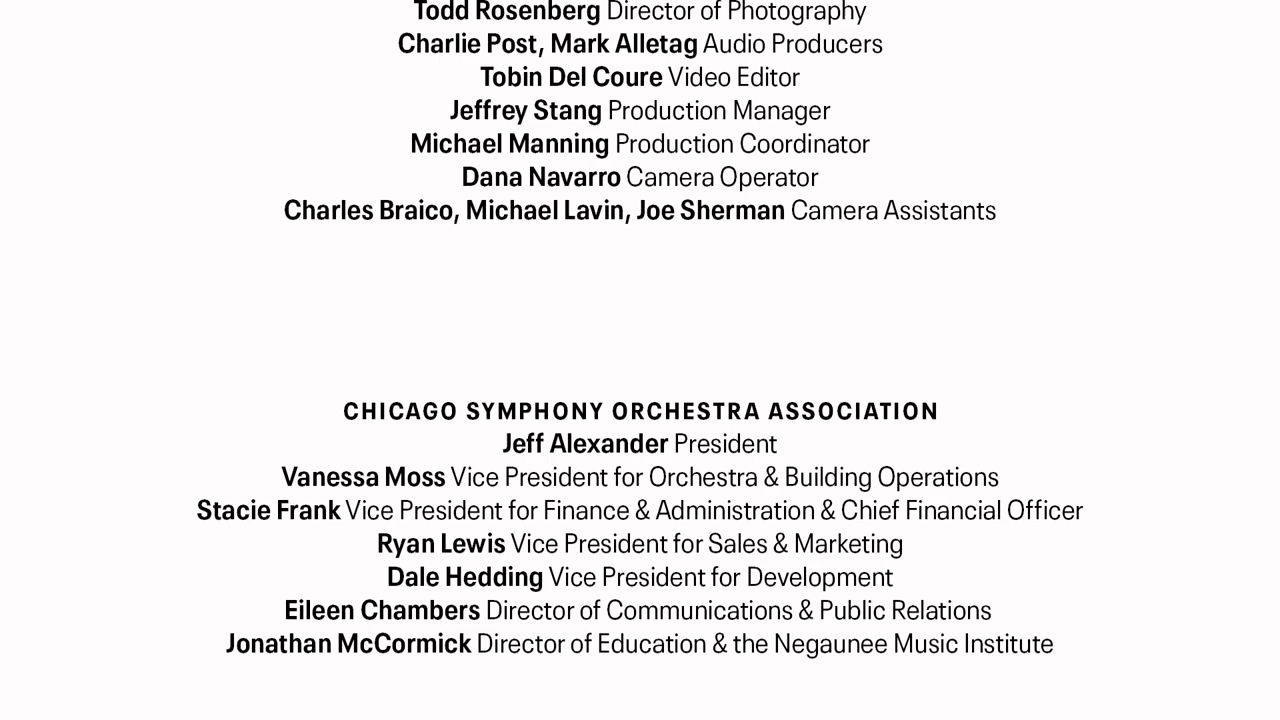 Todd Rosenberg Director of Photography
Charlie Post, Mark Alletag Audio Producers
Tobin Del Coure Video Editor
Jeffrey Stang Production Manager
Michael Manning Production Coordinator
Dana Navarro Camera Operator
Charles Braico, Michael Lavin, Joe Sherman Camera Assistants
CHICAGO SYMPHONY ORCHESTRA ASSOCIATION
Jeff Alexander President
Vanessa Moss Vice President for Orchestra & Building Operations
Stacie Frank Vice President for Finance & Administration & Chief Financial Officer
Ryan Lewis Vice President for Sales & Marketing
Dale Hedding Vice President for Development
Eileen Chambers Director of Communications & Public Relations
Jonathan McCormick Director of Education & the Negaunee Music Institute